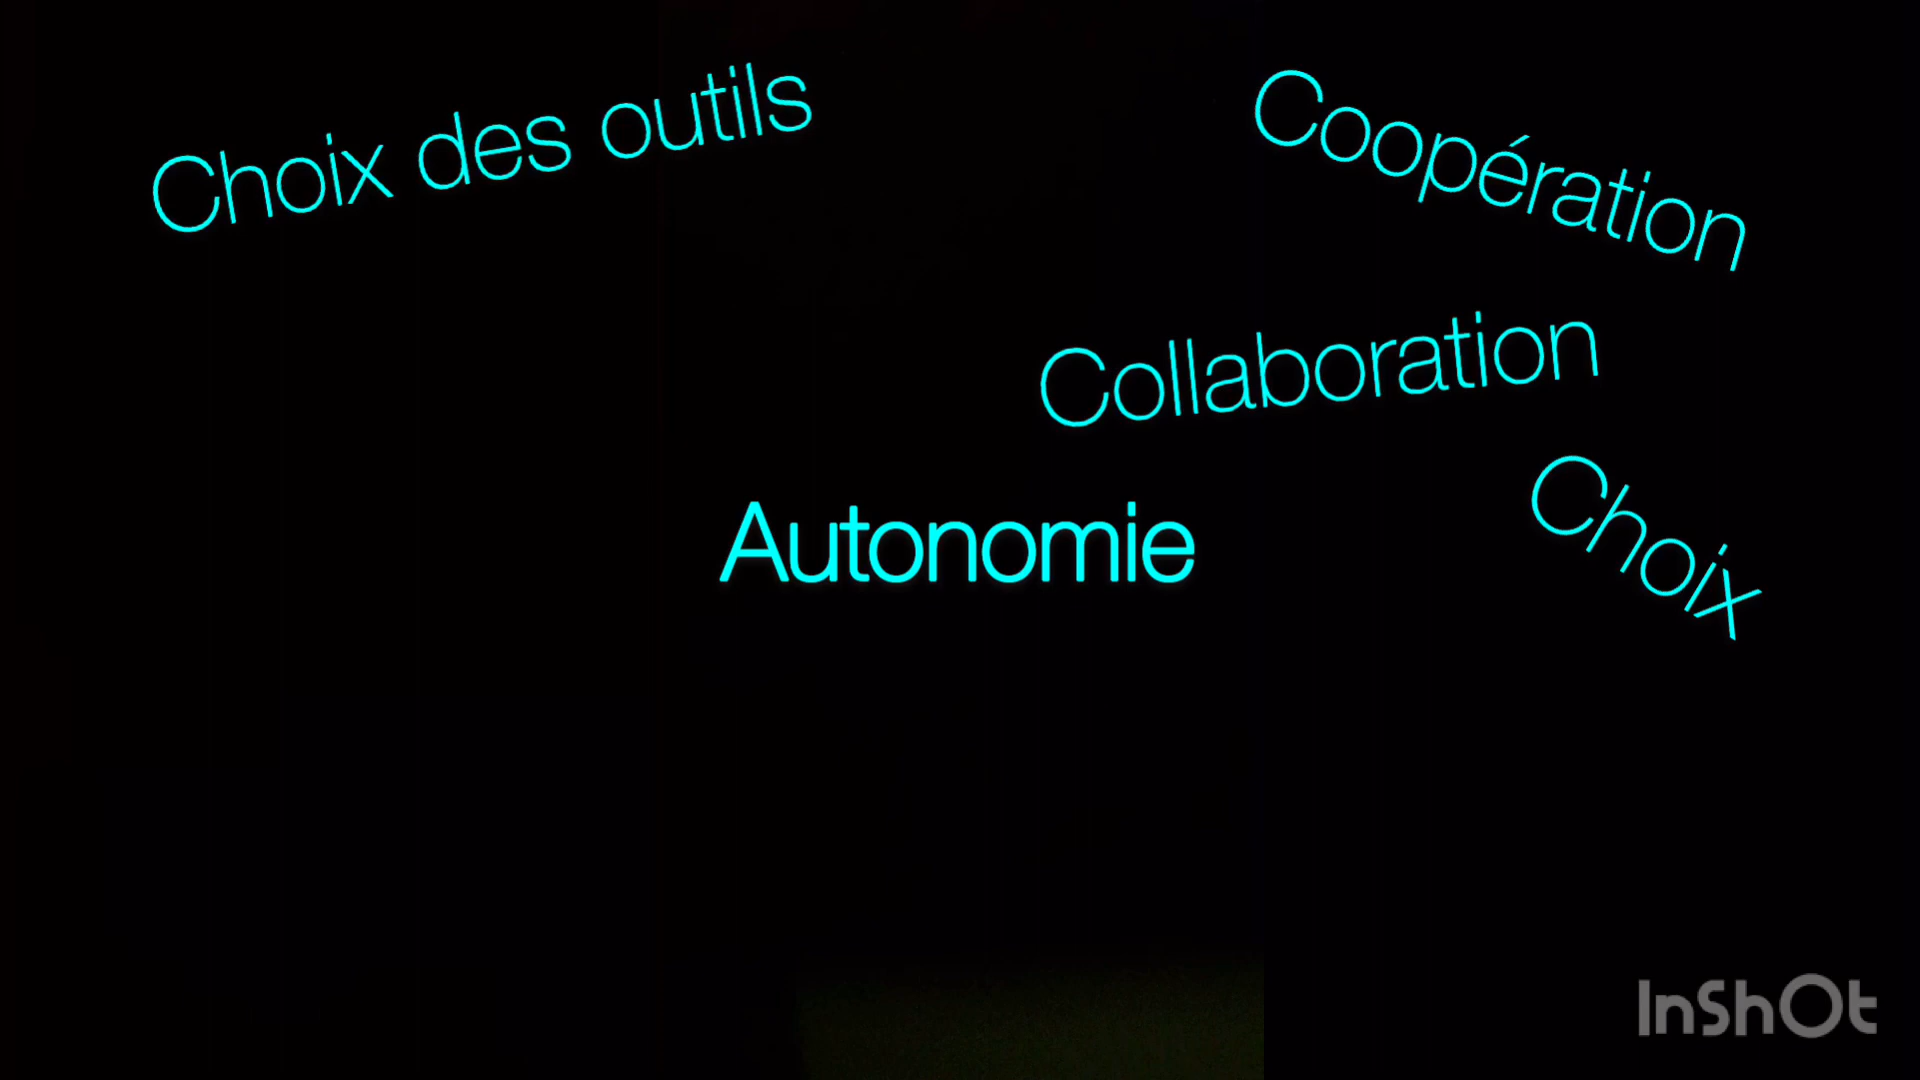 Choix des outils
Coopération
Collaboration
Autonomie
Choix
InShOt